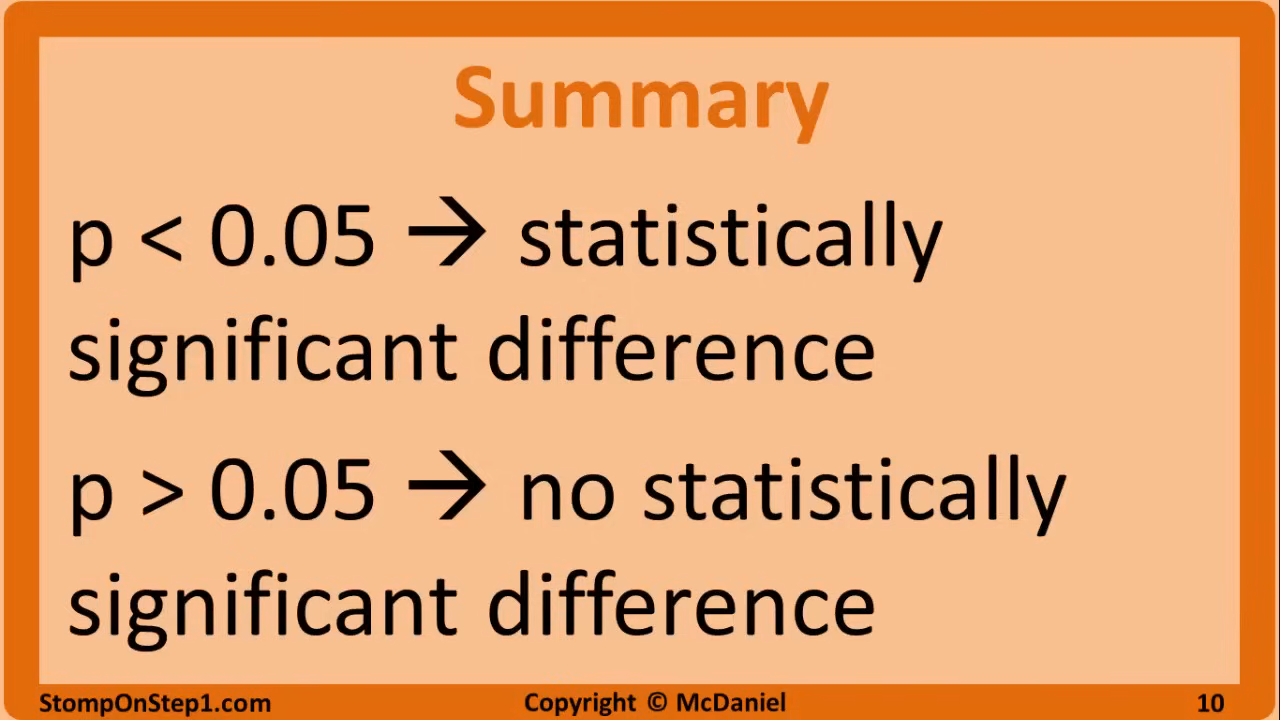 Summary
p < 0.05 → statistically
significant difference
p > 0.05 → no statistically
significant difference
StompOnStep1.com Copyright © McDaniel 10